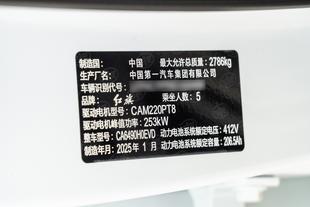 制造国: 中国 最大允许总质量: 2786kg
生产厂名: 中国第一汽车集团有限公司
车辆识别代号:
品牌: 红旗 乘坐人数: 5
驱动电机型号: CAM220PT8
驱动电机峰值功率: 253kW
整车型号: CA6490H0EVD 动力电池系统额定电压: 412V
制造年月: 2025年 1月 动力电池系统额定容量: 206.5Ah